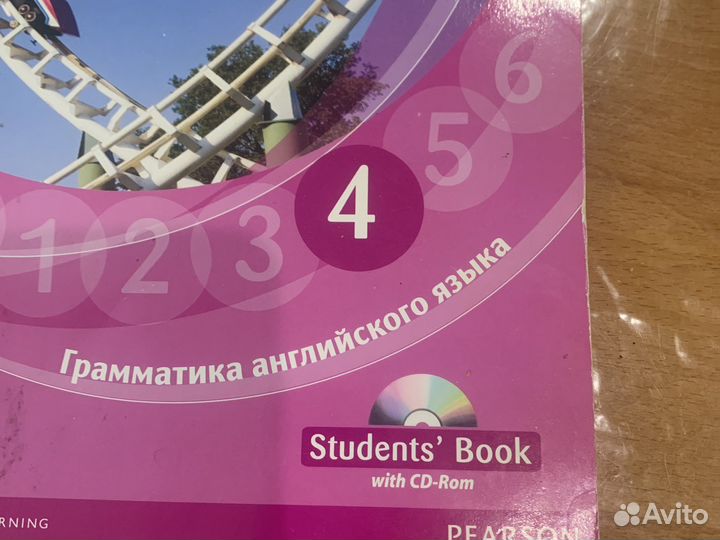 6
5
4
3
2
1
Грамматика английского языка
Students' Book
with CD-Rom
RNING
PEARSON
Avito